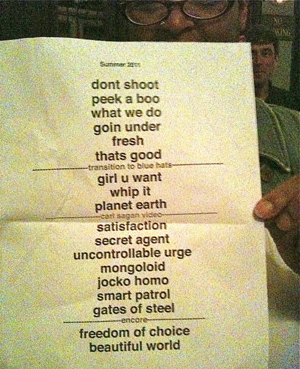 Summer 2011
dont shoot
peek a boo
what we do
goin under
fresh
thats good
transition to blue hats
girl u want
whip it
planet earth
carl sagan video
satisfaction
secret agent
uncontrollable urge
mongoloid
jocko homo
smart patrol
gates of steel
encore
freedom of choice
beautiful world